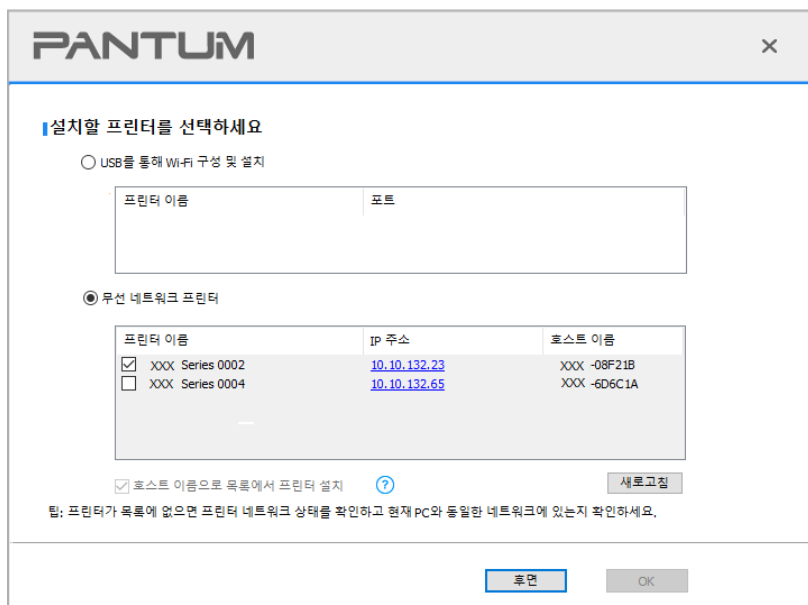 PANTUM
설치할 프린터를 선택하세요
USB를 통해 Wi-Fi 구성 및 설치
프린터 이름 포트
무선 네트워크 프린터
프린터 이름 IP 주소 호스트 이름
XXX Series 0002 10.10.132.23 XXX -08F21B
XXX Series 0004 10.10.132.65 XXX -6D6C1A
호스트 이름으로 목록에서 프린터 설치 ? 새로고침
팁: 프린터가 목록에 없으면 프린터 네트워크 상태를 확인하고 현재 PC와 동일한 네트워크에 있는지 확인하세요.
후면 OK